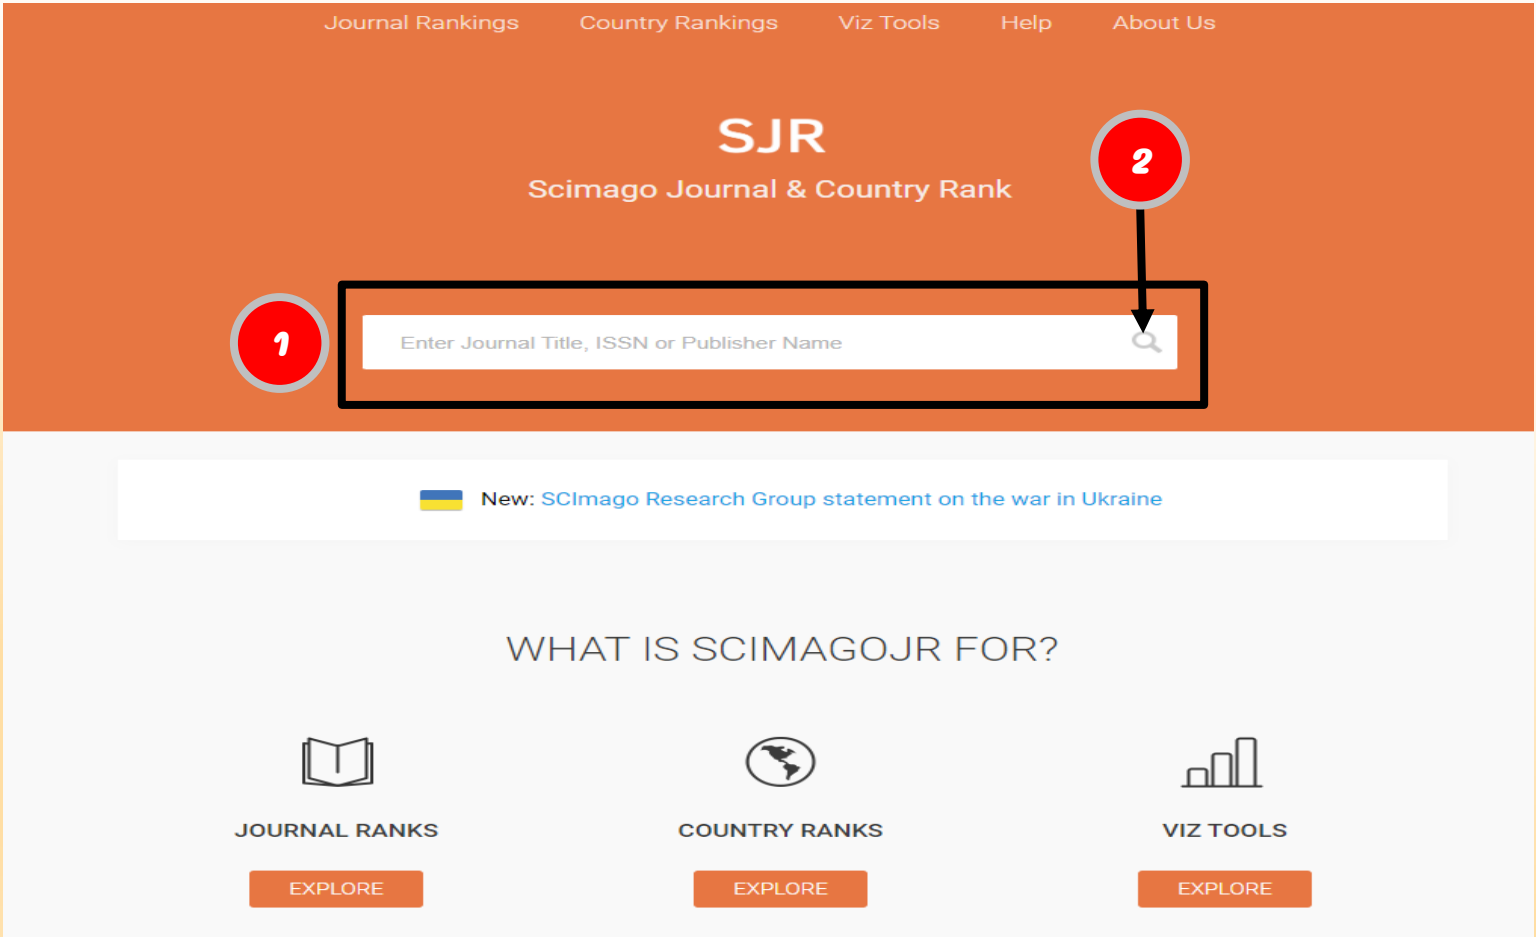 Journal Rankings Country Rankings Viz Tools Help About Us
SJR
2
Scimago Journal & Country Rank
1
Enter Journal Title, ISSN or Publisher Name
New: SCImago Research Group statement on the war in Ukraine
WHAT IS SCIMAGOJR FOR?
JOURNAL RANKS COUNTRY RANKS VIZ TOOLS
EXPLORE EXPLORE EXPLORE